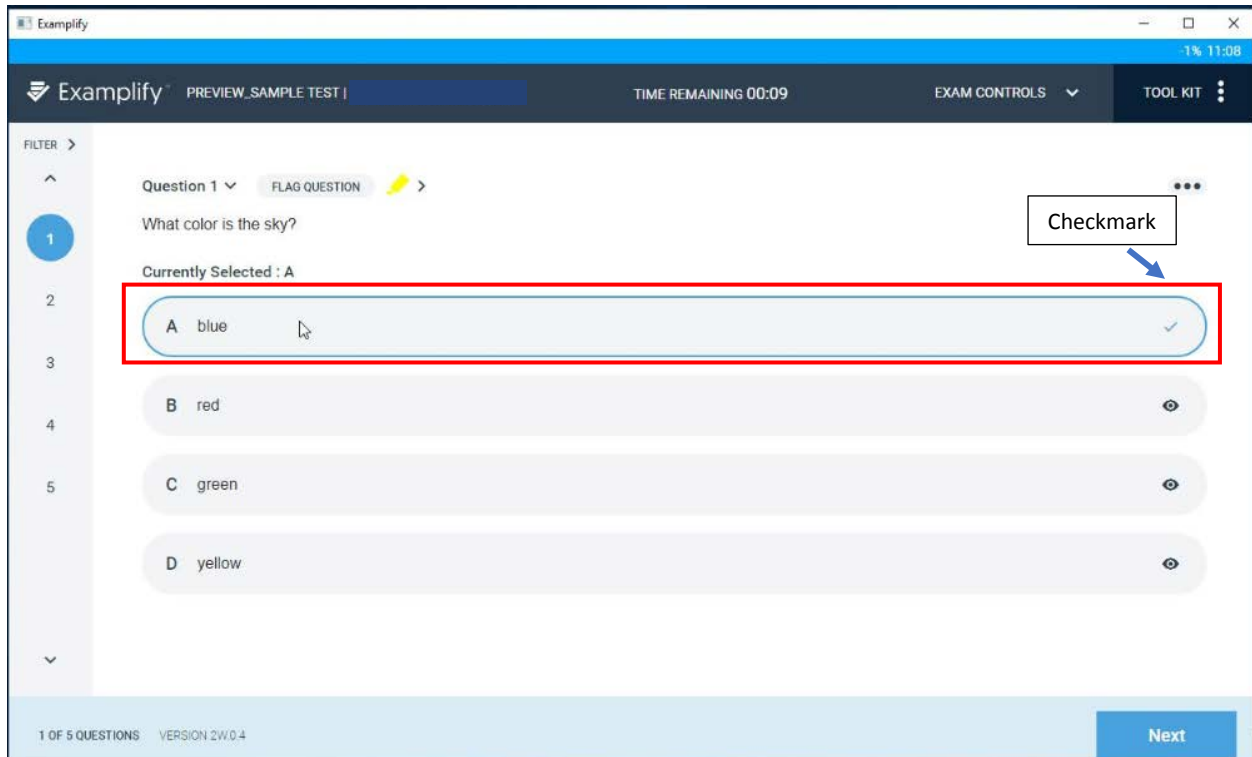 Examplify
-1% 11:08
Examplify PREVIEW_SAMPLE TEST | TIME REMAINING 00:09 EXAM CONTROLS TOOL KIT
FILTER
Question 1 FLAG QUESTION
What color is the sky?
Checkmark
1
Currently Selected : A
2
A blue
3
B red
4
C green
5
D yellow
1 OF 5 QUESTIONS VERSION 2W.0.4 Next